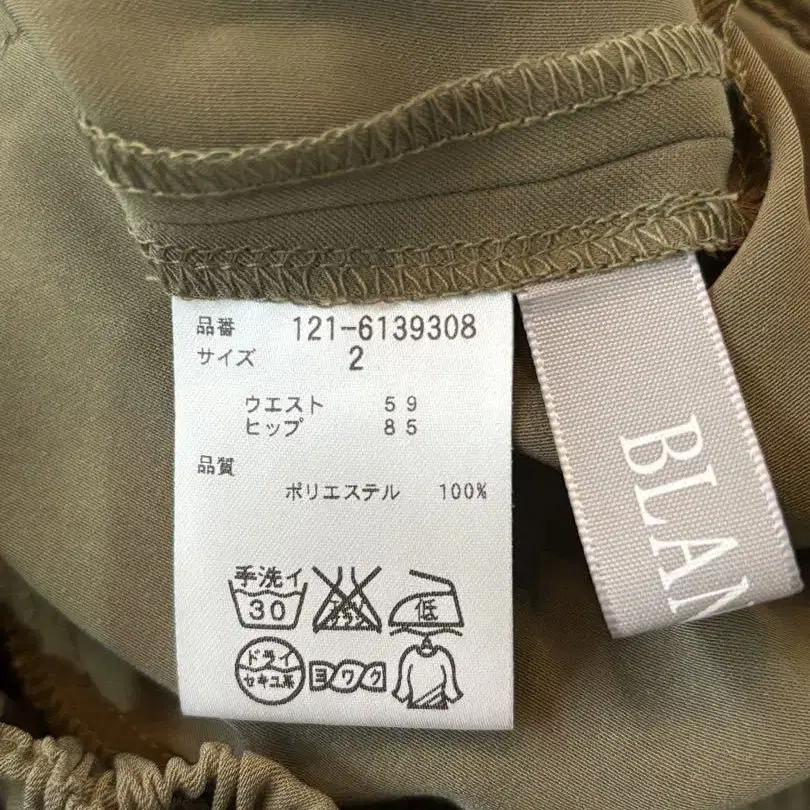 品番 121-6139308
サイズ 2
ウエスト 59
ヒップ 85
品質
ポリエステル 100%
手洗イ
30
低
ドライ
セキユ系
ヨワク
BLAN